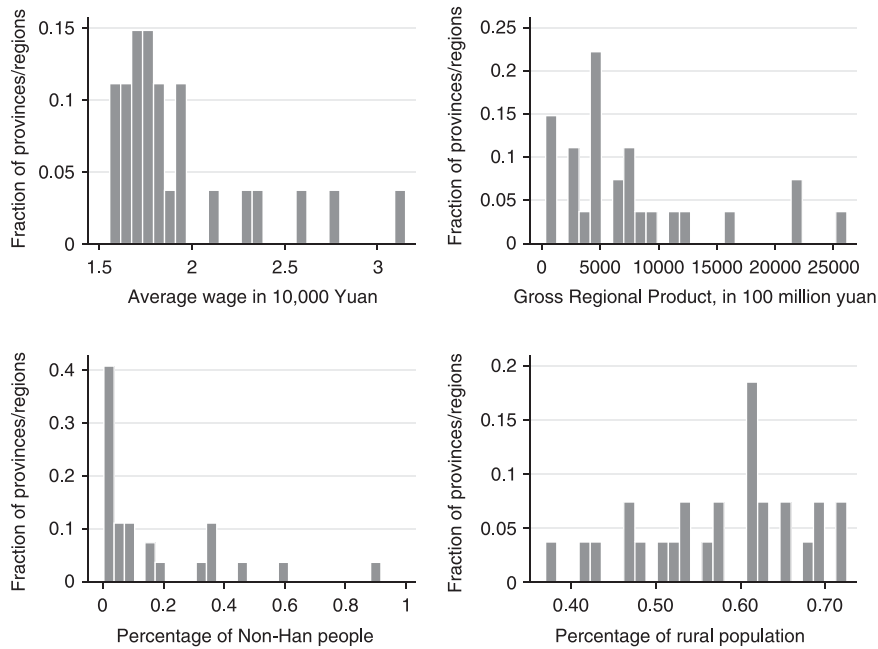 Fraction of provinces/regions
0.15
0.1
0.05
0
1.5 2 2.5 3
Average wage in 10,000 Yuan
Fraction of provinces/regions
0.25
0.2
0.15
0.1
0.05
0
0 5000 10000 15000 20000 25000
Gross Regional Product, in 100 million yuan
Fraction of provinces/regions
0.4
0.3
0.2
0.1
0
0 0.2 0.4 0.6 0.8 1
Percentage of Non-Han people
Fraction of provinces/regions
0.2
0.15
0.1
0.05
0
0.40 0.50 0.60 0.70
Percentage of rural population